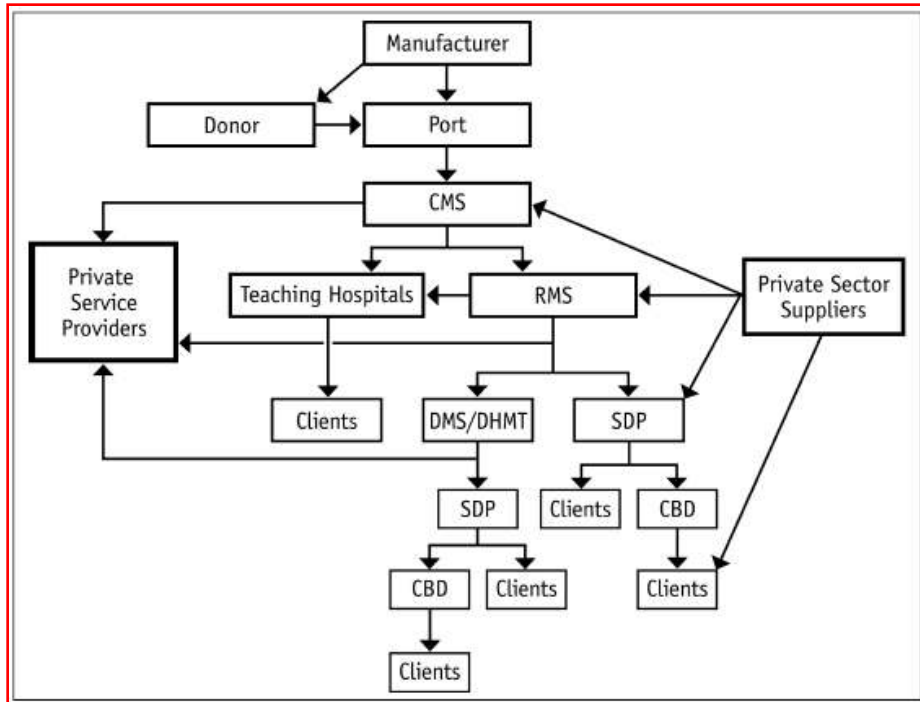 Manufacturer
Donor
Port
CMS
Private
Service
Providers
Teaching Hospitals
RMS
Private Sector
Suppliers
Clients
DMS/DHMT
SDP
SDP
Clients
CBD
CBD
Clients
Clients
Clients